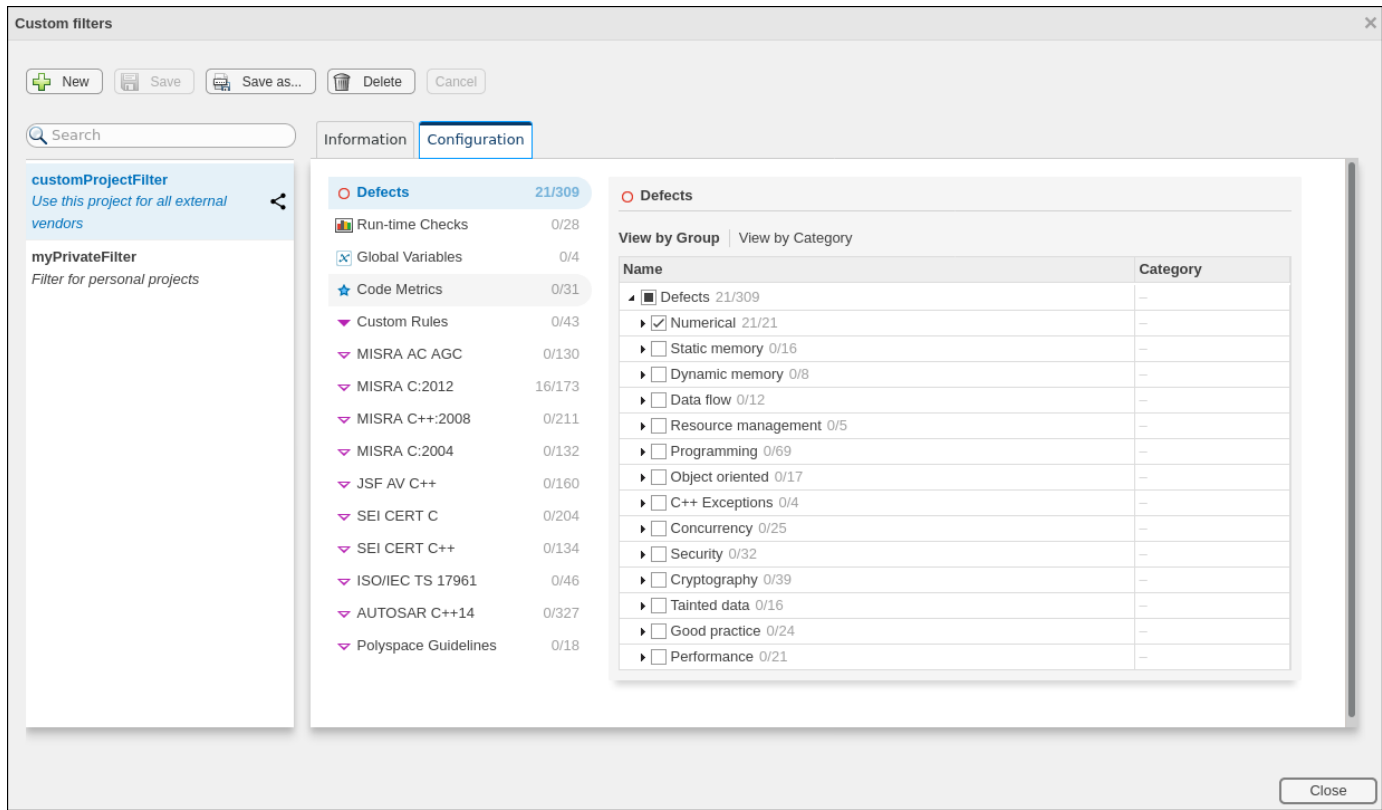 Custom filters
New Save Save as... Delete Cancel
Search
customProjectFilter
Use this project for all external
vendors
myPrivateFilter
Filter for personal projects
Information Configuration
Defects 21/309
Run-time Checks 0/28
Global Variables 0/4
Code Metrics 0/31
Custom Rules 0/43
MISRA AC AGC 0/130
MISRA C:2012 16/173
MISRA C++:2008 0/211
MISRA C:2004 0/132
JSF AV C++ 0/160
SEI CERT C 0/204
SEI CERT C++ 0/134
ISO/IEC TS 17961 0/46
AUTOSAR C++14 0/327
Polyspace Guidelines 0/18
Defects
View by Group View by Category
Name Category
Defects 21/309 –
Numerical 21/21 –
Static memory 0/16 –
Dynamic memory 0/8 –
Data flow 0/12 –
Resource management 0/5 –
Programming 0/69 –
Object oriented 0/17 –
C++ Exceptions 0/4 –
Concurrency 0/25 –
Security 0/32 –
Cryptography 0/39 –
Tainted data 0/16 –
Good practice 0/24 –
Performance 0/21 –
Close